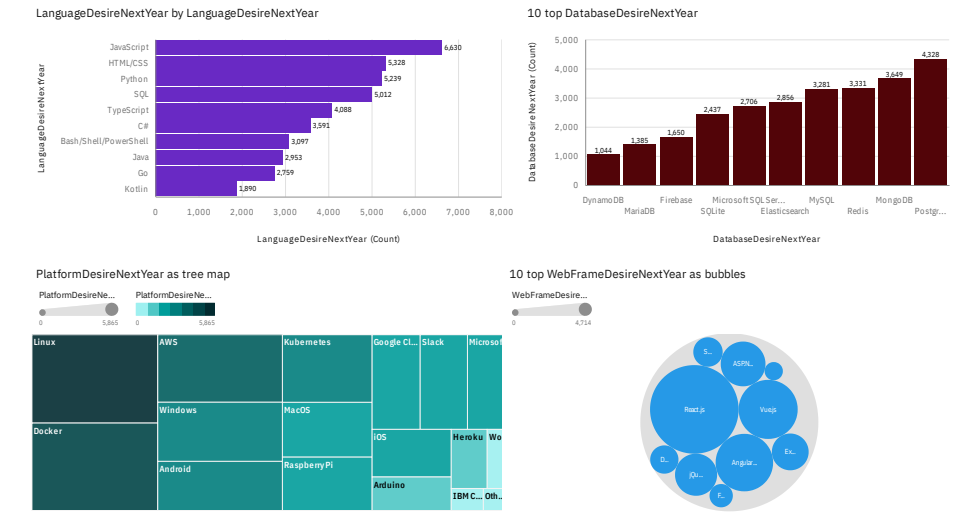 LanguageDesireNextYear by LanguageDesireNextYear
LanguageDesireNextYear
JavaScript 6,630
HTML/CSS 5,328
Python 5,239
SQL 5,012
TypeScript 4,088
C# 3,591
Bash/Shell/PowerShell 3,097
Java 2,953
Go 2,759
Kotlin 1,890
0 1,000 2,000 3,000 4,000 5,000 6,000 7,000 8,000
LanguageDesireNextYear (Count)
10 top DatabaseDesireNextYear
DatabaseDesireNextYear (Count)
5,000
4,000
3,000
2,000
1,000
0
1,044 1,385 1,650 2,437 2,706 2,856 3,281 3,331 3,649 4,328
DynamoDB Firebase Microsoft SQL Ser... MySQL MongoDB
MariaDB SQLite Elasticsearch Redis Postgr...
DatabaseDesireNextYear
PlatformDesireNextYear as tree map
PlatformDesireNe... PlatformDesireNe...
0 5,865 0 5,865
Linux AWS Kubernetes Google Cl... Slack Microsof
Windows MacOS
Docker iOS Heroku Wo
Android Raspberry Pi
Arduino IBM C... Oth...
10 top WebFrameDesireNextYear as bubbles
WebFrameDesire...
0 4,714
S...
ASP.N...
React.js Vue.js
Ex...
D... Angular...
jQu...
F...